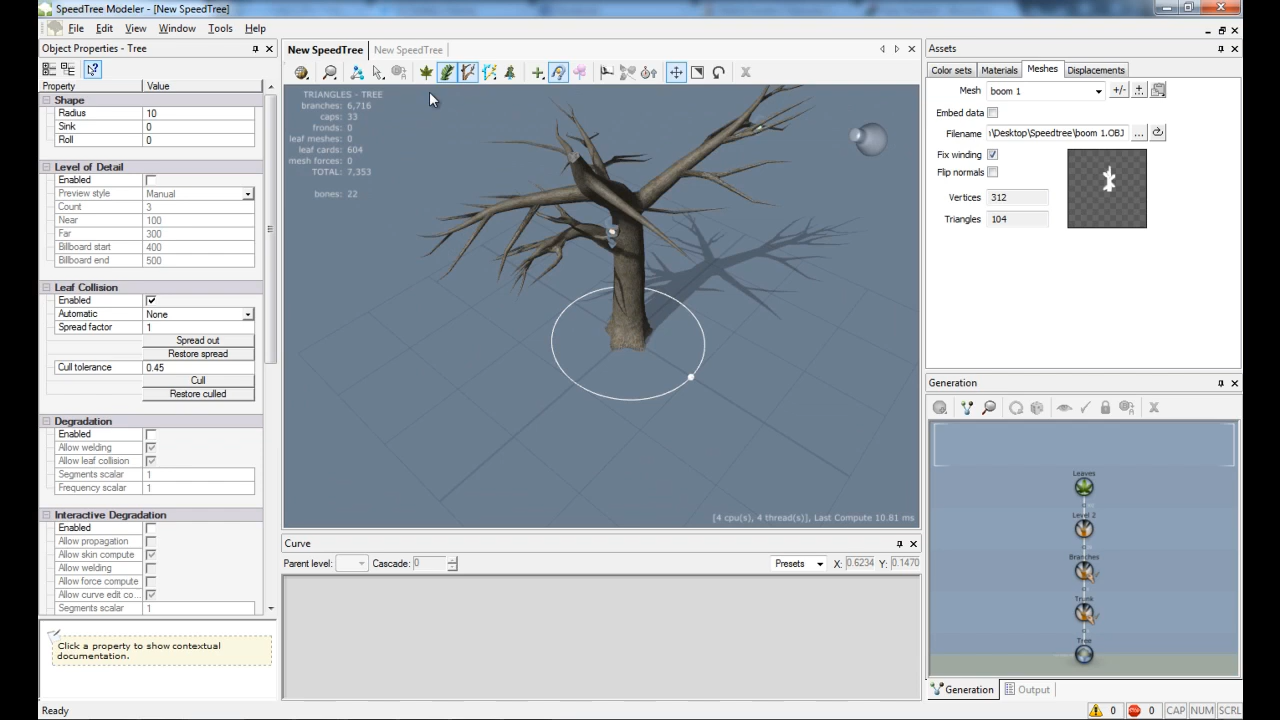 SpeedTree Modeler - [New SpeedTree]
File Edit View Window Tools Help
Object Properties - Tree
Property Value
Shape
Radius 10
Sink 0
Roll 0
Level of Detail
Enabled
Preview style Manual
Count 3
Near 100
Far 300
Billboard start 400
Billboard end 500
Leaf Collision
Enabled
Automatic None
Spread factor 1
Spread out
Restore spread
Cull tolerance 0.45
Cull
Restore culled
Degradation
Enabled
Allow welding
Allow leaf collision
Segments scalar 1
Frequency scalar 1
Interactive Degradation
Enabled
Allow propagation
Allow skin compute
Allow welding
Allow force compute
Allow curve edit co...
Segments scalar 1
Click a property to show contextual
documentation.
Ready
New SpeedTree New SpeedTree
TRIANGLES - TREE
branches: 6,716
caps: 33
fronds: 0
leaf meshes: 0
leaf cards: 604
mesh forces: 0
TOTAL: 7,353
bones: 22
[4 cpu(s), 4 thread(s)], Last Compute 10.81 ms
Curve
Parent level: Cascade: 0 Presets X: 0.6234 Y: 0.1470
Assets
Color sets Materials Meshes Displacements
Mesh boom 1 +/-
Embed data
Filename ı\Desktop\Speedtree\boom 1.OBJ ...
Fix winding
Flip normals
Vertices 312
Triangles 104
Generation
Leaves
Level 2
Branches
Trunk
Tree
Generation Output
0 0 CAP NUM SCRL